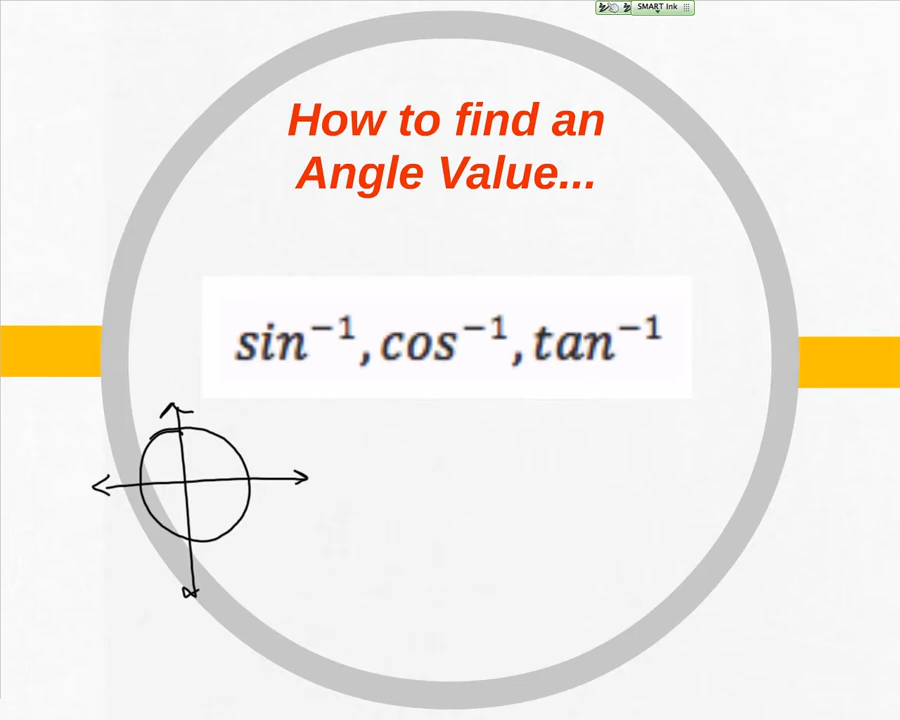 SMART Ink
How to find an
Angle Value...
sin⁻¹, cos⁻¹, tan⁻¹